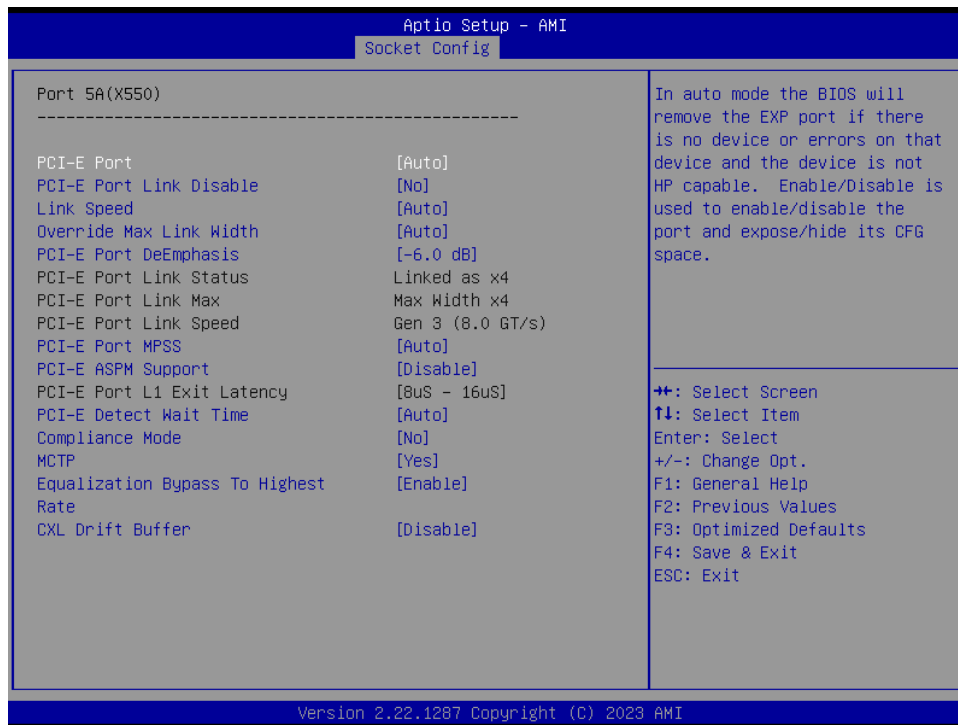 Aptio Setup – AMI
Socket Config
Port 5A(X550)
--------------------------------------------------
PCI-E Port [Auto]
PCI-E Port Link Disable [No]
Link Speed [Auto]
Override Max Link Width [Auto]
PCI-E Port DeEmphasis [-6.0 dB]
PCI-E Port Link Status Linked as x4
PCI-E Port Link Max Max Width x4
PCI-E Port Link Speed Gen 3 (8.0 GT/s)
PCI-E Port MPSS [Auto]
PCI-E ASPM Support [Disable]
PCI-E Port L1 Exit Latency [8uS - 16uS]
PCI-E Detect Wait Time [Auto]
Compliance Mode [No]
MCTP [Yes]
Equalization Bypass To Highest [Enable]
Rate
CXL Drift Buffer [Disable]
In auto mode the BIOS will
remove the EXP port if there
is no device or errors on that
device and the device is not
HP capable.  Enable/Disable is
used to enable/disable the
port and expose/hide its CFG
space.
→←: Select Screen
↑↓: Select Item
Enter: Select
+/-: Change Opt.
F1: General Help
F2: Previous Values
F3: Optimized Defaults
F4: Save & Exit
ESC: Exit
Version 2.22.1287 Copyright (C) 2023 AMI